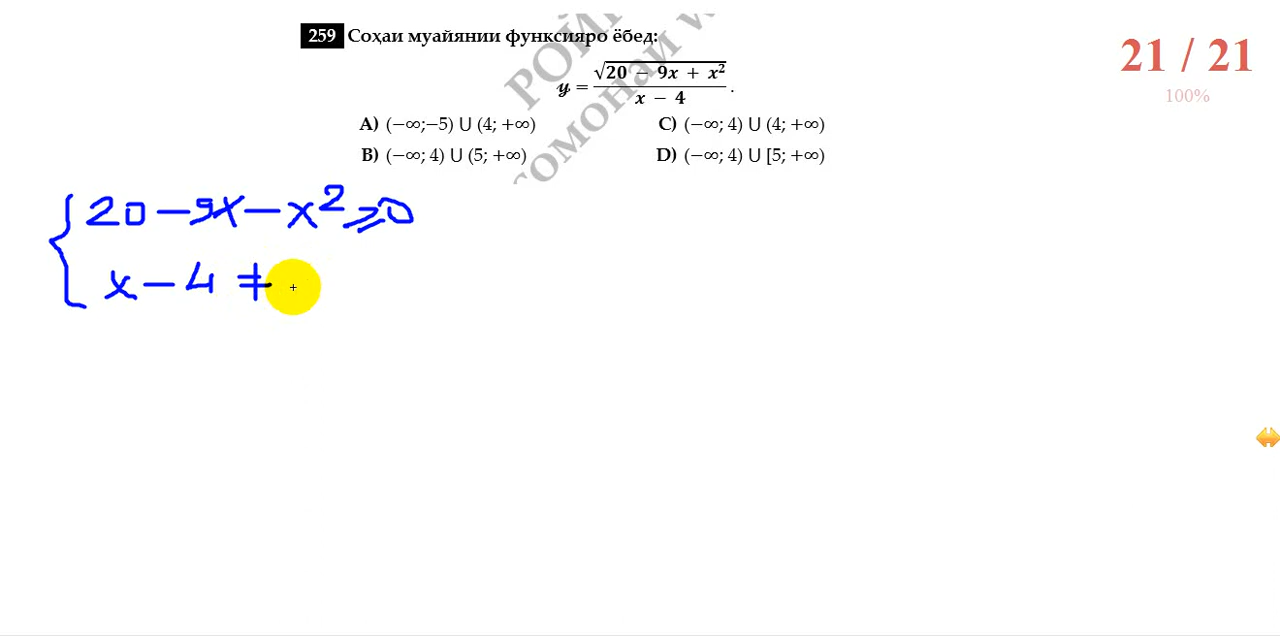 259 Соҳаи муайянии функсияро ёбед:
y = √(20 − 9x + x²) / (x − 4) .
A) (−∞;−5) ∪ (4; +∞)
C) (−∞; 4) ∪ (4; +∞)
B) (−∞; 4) ∪ (5; +∞)
D) (−∞; 4) ∪ [5; +∞)
21 / 21
100%
20 − 9x − x² ⩾ 0
x − 4 ≠